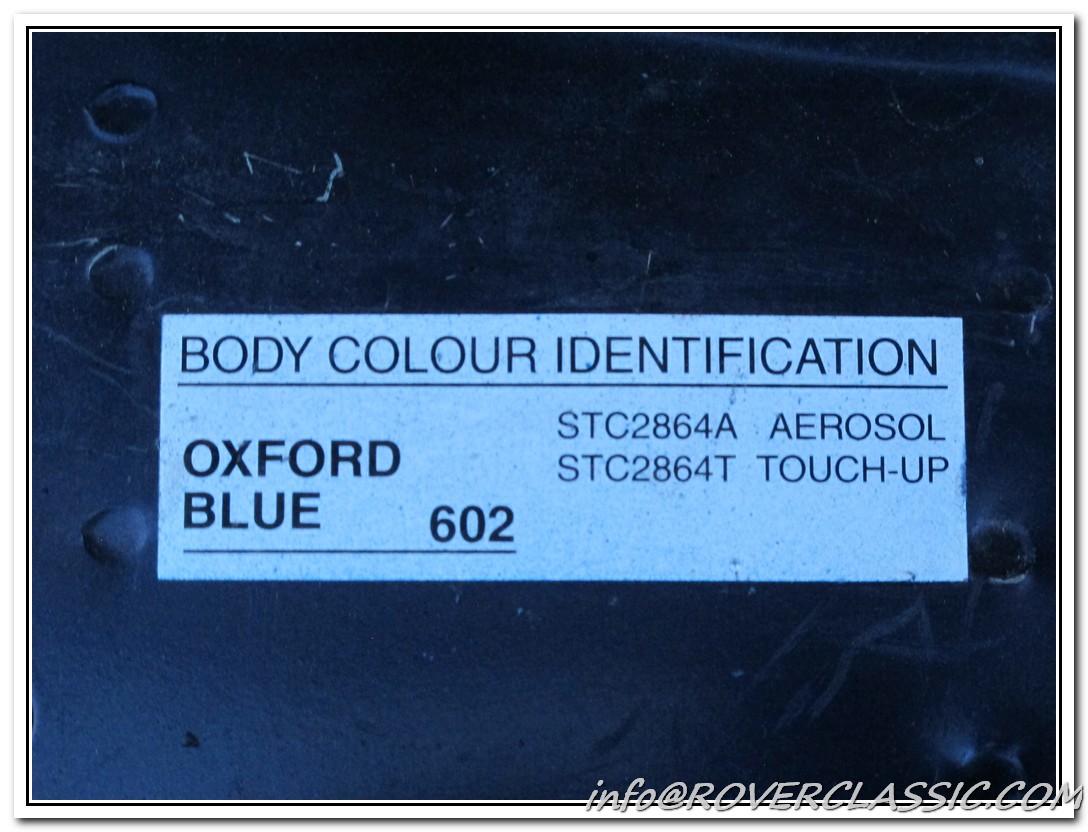 BODY COLOUR IDENTIFICATION
STC2864A AEROSOL
STC2864T TOUCH-UP
OXFORD
BLUE 602
info@ROVERCLASSIC.COM